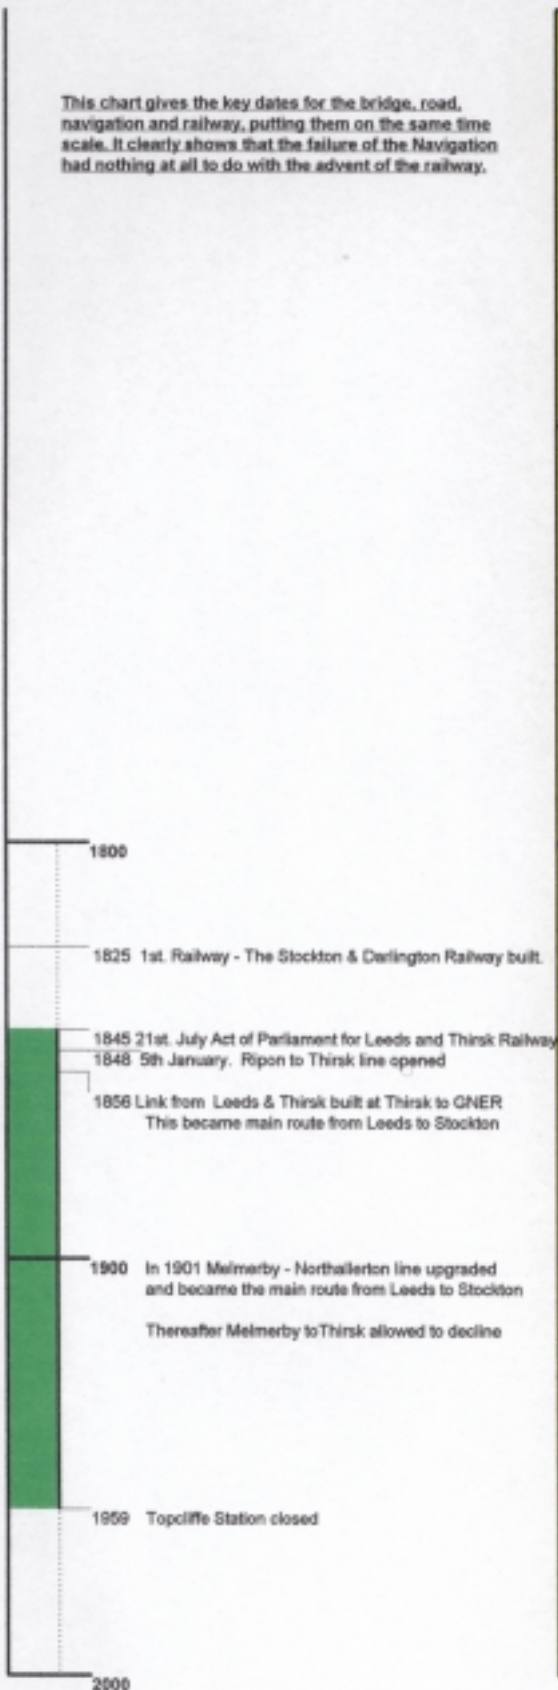 This chart gives the key dates for the bridge, road,
navigation and railway, putting them on the same time
scale. It clearly shows that the failure of the Navigation
had nothing at all to do with the advent of the railway.
1800
1825 1st. Railway - The Stockton & Darlington Railway built.
1845 21st. July Act of Parliament for Leeds and Thirsk Railway
1848 5th January. Ripon to Thirsk line opened
1856 Link from Leeds & Thirsk built at Thirsk to GNER
This became main route from Leeds to Stockton
1900 In 1901 Melmerby - Northallerton line upgraded
and became the main route from Leeds to Stockton
Thereafter Melmerby to Thirsk allowed to decline
1959 Topcliffe Station closed
2000